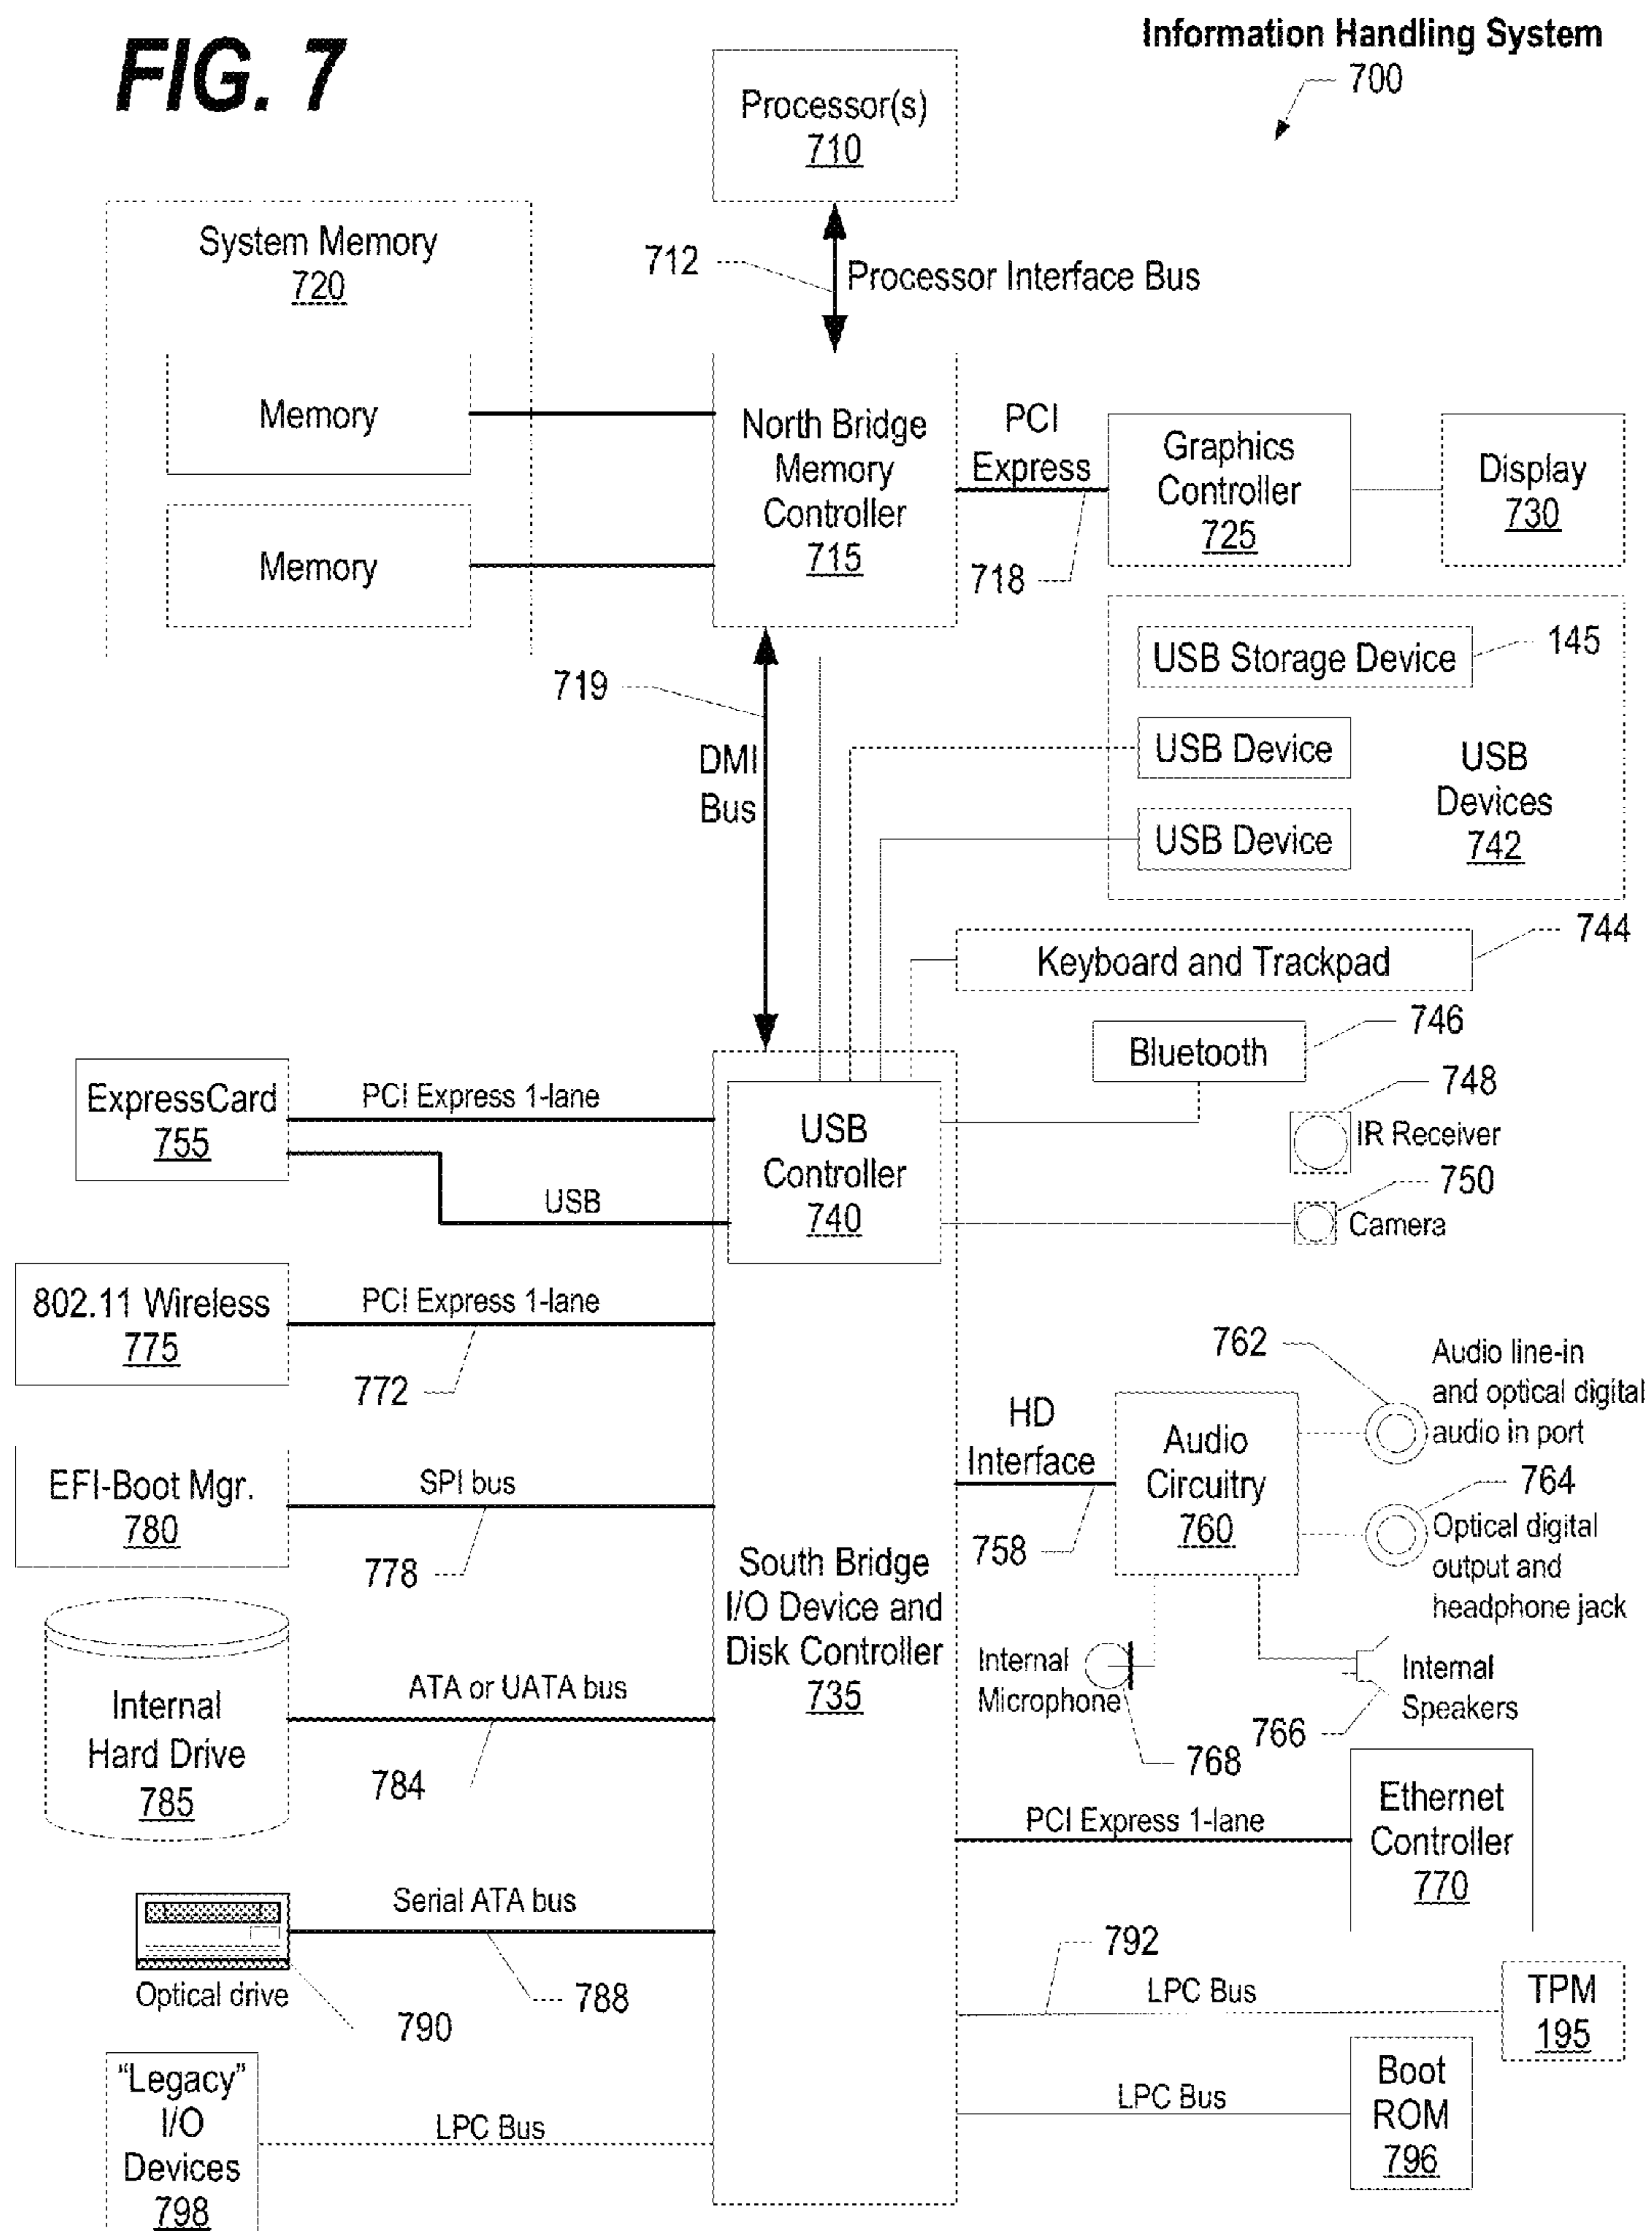 FIG. 7
Information Handling System
700
Processor(s)
710
System Memory
720
712
Processor Interface Bus
Memory
Memory
North Bridge
Memory
Controller
715
PCI
Express
718
Graphics
Controller
725
Display
730
719
DMI
Bus
USB Storage Device
145
USB Device
USB Device
USB
Devices
742
744
Keyboard and Trackpad
746
Bluetooth
748
IR Receiver
750
Camera
ExpressCard
755
PCI Express 1-lane
USB
USB
Controller
740
802.11 Wireless
775
PCI Express 1-lane
772
EFI-Boot Mgr.
780
SPI bus
778
Internal
Hard Drive
785
ATA or UATA bus
784
South Bridge
I/O Device and
Disk Controller
735
HD
Interface
758
Audio
Circuitry
760
762
Audio line-in
and optical digital
audio in port
764
Optical digital
output and
headphone jack
Internal
Microphone
768
766
Internal
Speakers
PCI Express 1-lane
Ethernet
Controller
770
Serial ATA bus
788
Optical drive
790
792
LPC Bus
TPM
195
LPC Bus
Boot
ROM
796
"Legacy"
I/O
Devices
798
LPC Bus